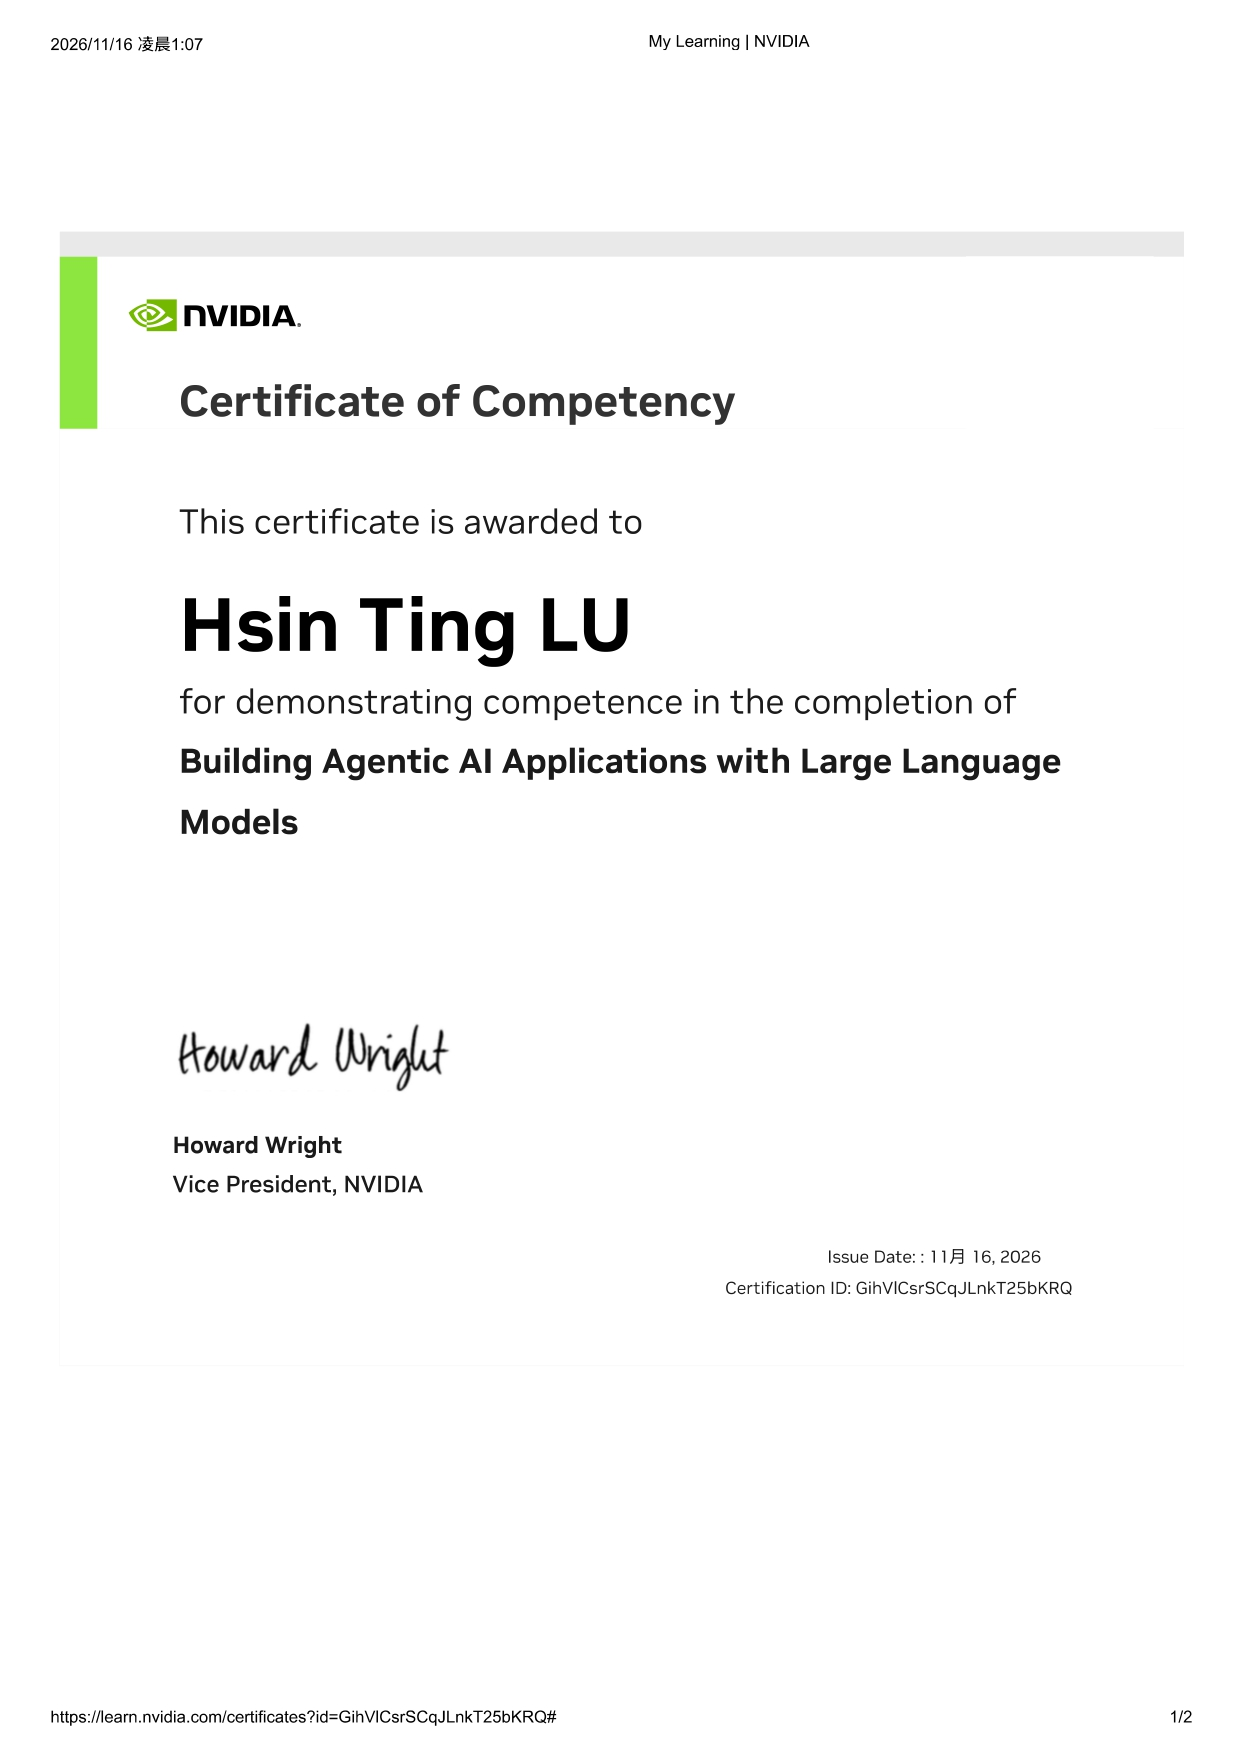 2026/11/16 凌晨1:07
My Learning | NVIDIA
NVIDIA.
Certificate of Competency
This certificate is awarded to
Hsin Ting LU
for demonstrating competence in the completion of
Building Agentic AI Applications with Large Language
Models
Howard Wright
Howard Wright
Vice President, NVIDIA
Issue Date: : 11月 16, 2026
Certification ID: GihVlCsrSCqJLnkT25bKRQ
https://learn.nvidia.com/certificates?id=GihVlCsrSCqJLnkT25bKRQ#
1/2